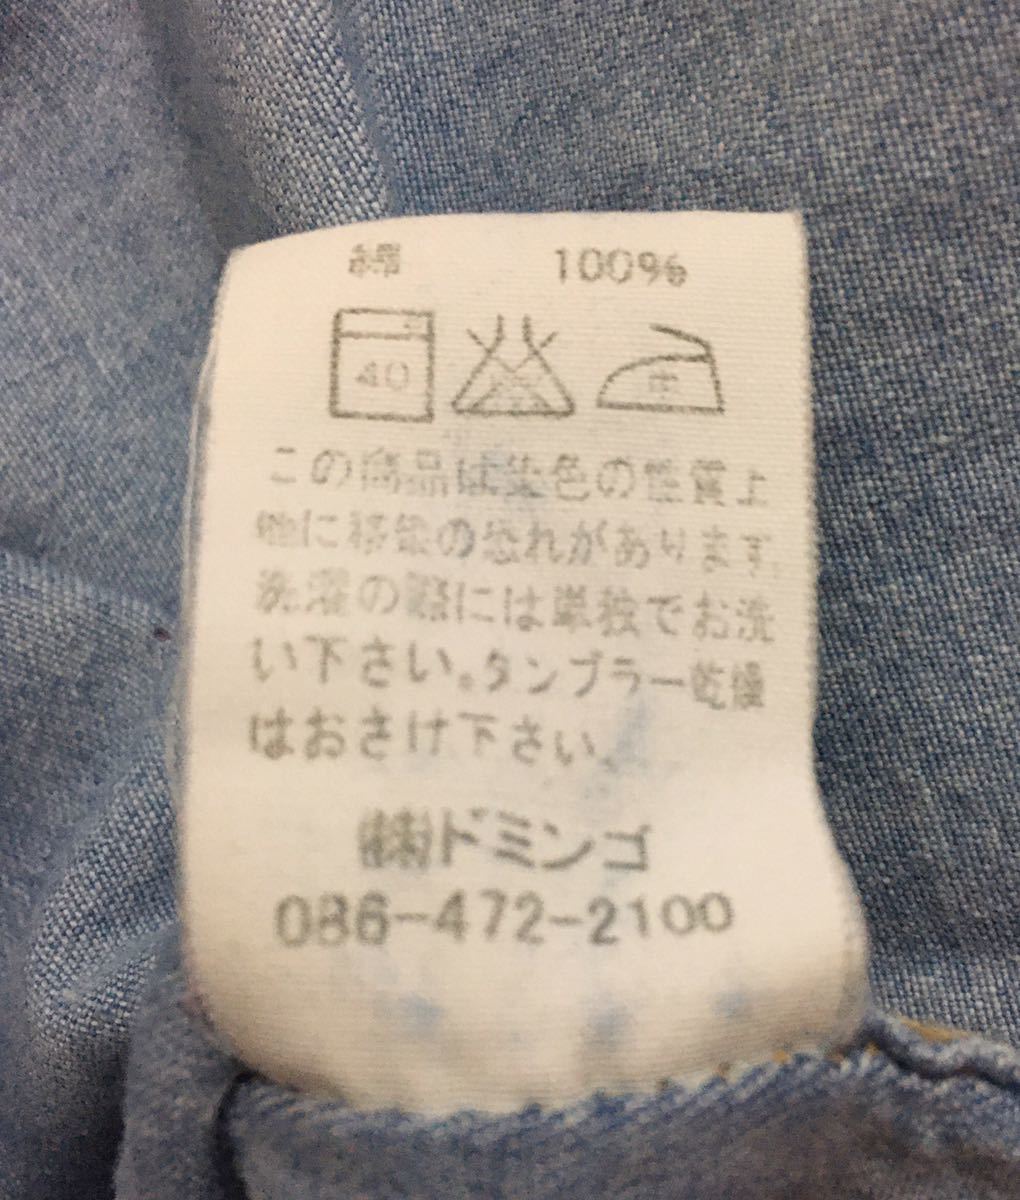 綿 100%
40 中
この商品は染色の性質上
他に移染の恐れがあります。
洗濯の際には単独でお洗
い下さい。タンブラー乾燥
はおさけ下さい。
㈱ドミンゴ
086-472-2100